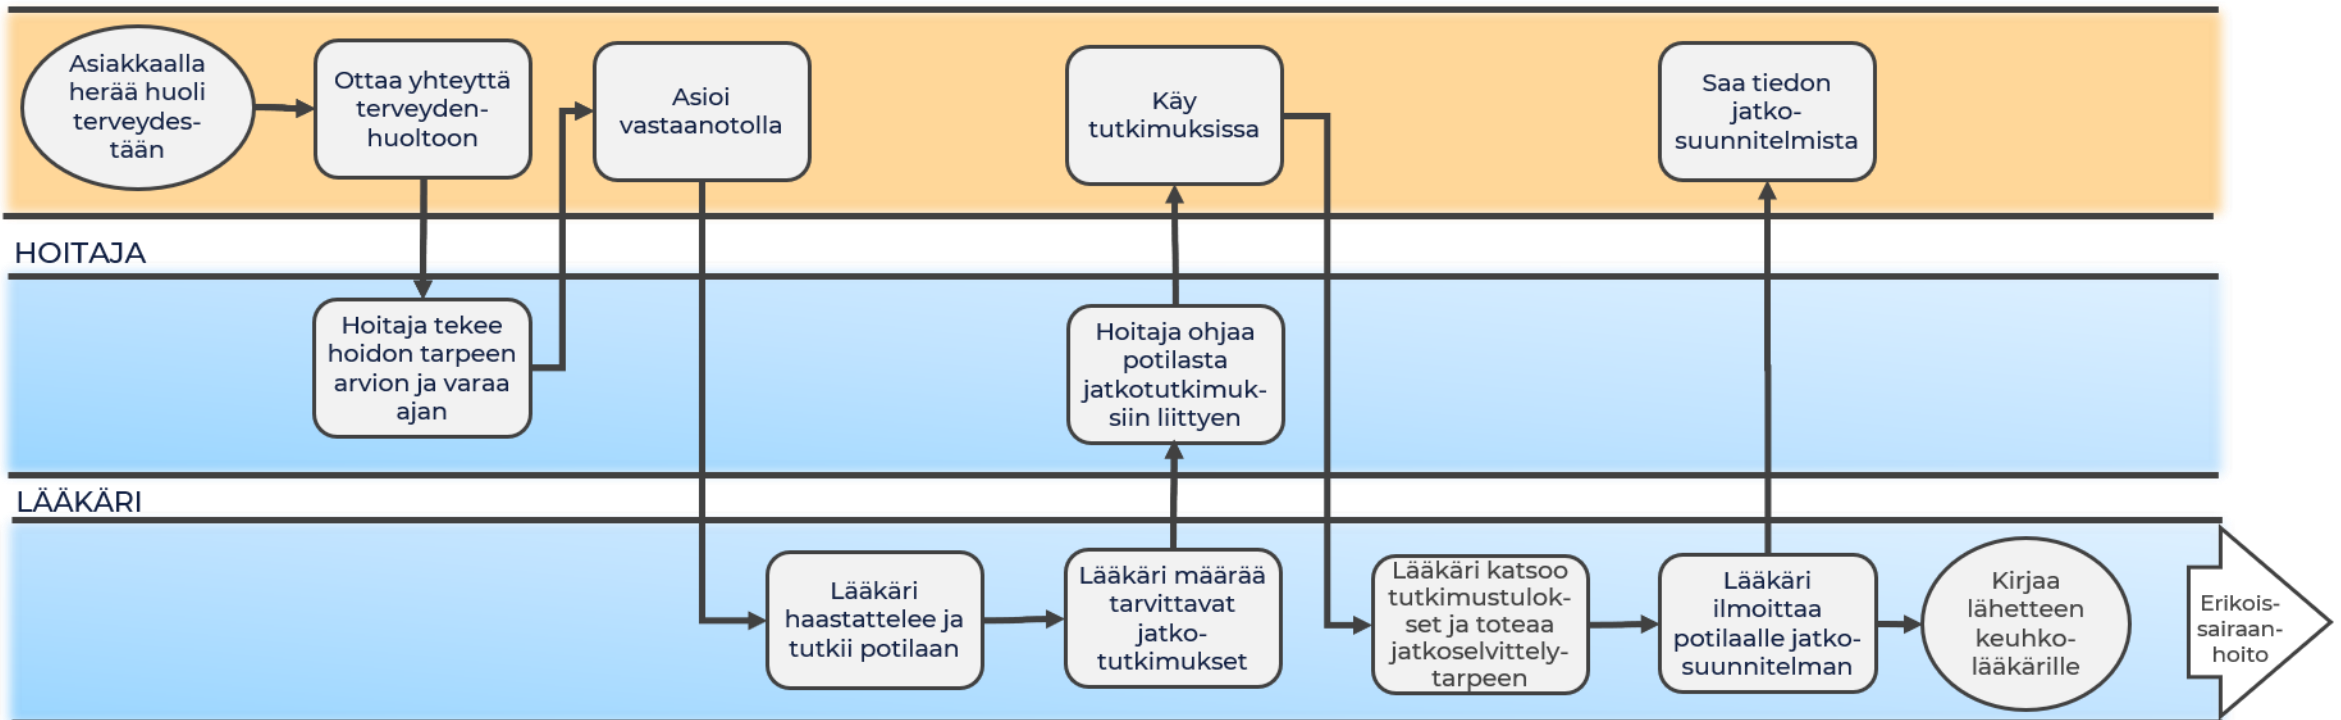 Asiakkaalla
herää huoli
terveydes-
tään
Ottaa yhteyttä
terveyden-
huoltoon
Asioi
vastaanotolla
Käy
tutkimuksissa
Saa tiedon
jatko-
suunnitelmista
HOITAJA
Hoitaja tekee
hoidon tarpeen
arvion ja varaa
ajan
Hoitaja ohjaa
potilasta
jatkotutkimuk-
siin liittyen
LÄÄKÄRI
Lääkäri
haastattelee ja
tutkii potilaan
Lääkäri määrää
tarvittavat
jatko-
tutkimukset
Lääkäri katsoo
tutkimustulok-
set ja toteaa
jatkoselvittely-
tarpeen
Lääkäri
ilmoittaa
potilaalle jatko-
suunnitelman
Kirjaa
lähetteen
keuhko-
lääkärille
Erikois-
sairaan-
hoito